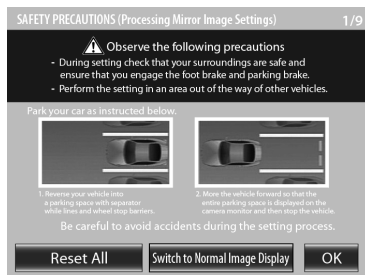 SAFETY PRECAUTIONS (Processing Mirror Image Settings) 1/9
Observe the following precautions
- During setting check that your surroundings are safe and
ensure that you engage the foot brake and parking brake.
- Perform the setting in an area out of the way of other vehicles.
Park your car as instructed below.
1. Reverse your vehicle into
a parking space with separator
while lines and wheel stop barriers.
2. More the vehicle forward so that the
entire parking space is displayed on the
camera monitor and then stop the vehicle.
Be careful to avoid accidents during the setting process.
Reset All
Switch to Normal Image Display
OK